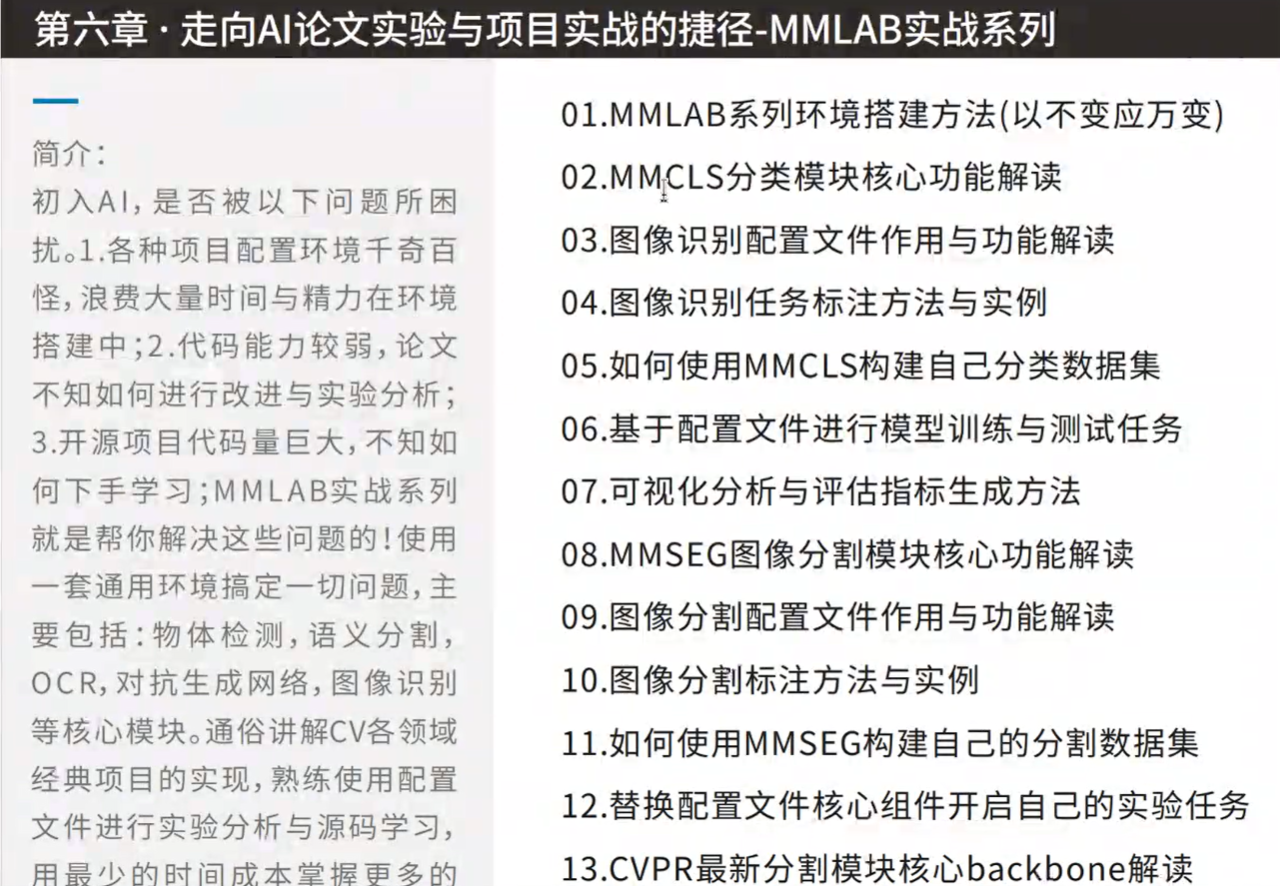 第六章·走向AI论文实验与项目实战的捷径-MMLAB实战系列
简介：
初入AI，是否被以下问题所困
扰。1.各种项目配置环境千奇百
怪，浪费大量时间与精力在环境
搭建中；2.代码能力较弱，论文
不知如何进行改进与实验分析；
3.开源项目代码量巨大，不知如
何下手学习；MMLAB实战系列
就是帮你解决这些问题的！使用
一套通用环境搞定一切问题，主
要包括：物体检测，语义分割，
OCR，对抗生成网络，图像识别
等核心模块。通俗讲解CV各领域
经典项目的实现，熟练使用配置
文件进行实验分析与源码学习，
用最少的时间成本掌握更多的
01.MMLAB系列环境搭建方法(以不变应万变)
02.MMCLS分类模块核心功能解读
03.图像识别配置文件作用与功能解读
04.图像识别任务标注方法与实例
05.如何使用MMCLS构建自己分类数据集
06.基于配置文件进行模型训练与测试任务
07.可视化分析与评估指标生成方法
08.MMSEG图像分割模块核心功能解读
09.图像分割配置文件作用与功能解读
10.图像分割标注方法与实例
11.如何使用MMSEG构建自己的分割数据集
12.替换配置文件核心组件开启自己的实验任务
13.CVPR最新分割模块核心backbone解读